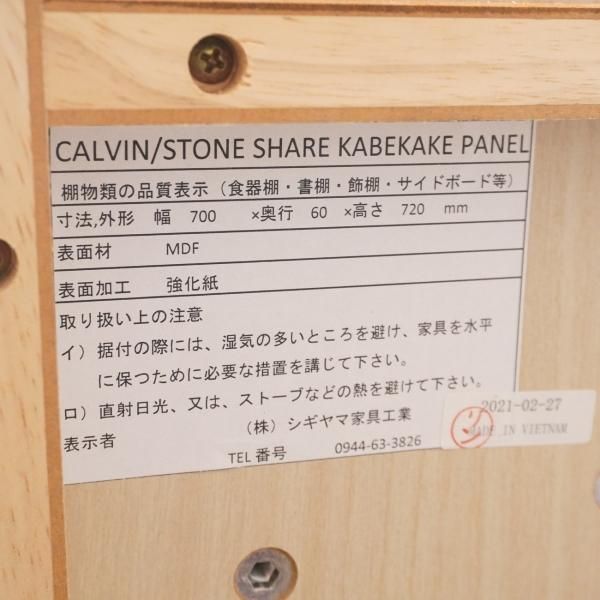 CALVIN/STONE SHARE KABEKAKE PANEL
棚物類の品質表示（食器棚・書棚・飾棚・サイドボード等）
寸法,外形 幅 700 ×奥行 60 ×高さ 720 mm
表面材 MDF
表面加工 強化紙
取り扱い上の注意
イ）据付の際には、湿気の多いところを避け、家具を水平
に保つために必要な措置を講じて下さい。
ロ）直射日光、又は、ストーブなどの熱を避けて下さい。
表示者 （株）シギヤマ家具工業
TEL番号 0944-63-3826
2021-02-27
MADE IN VIETNAM